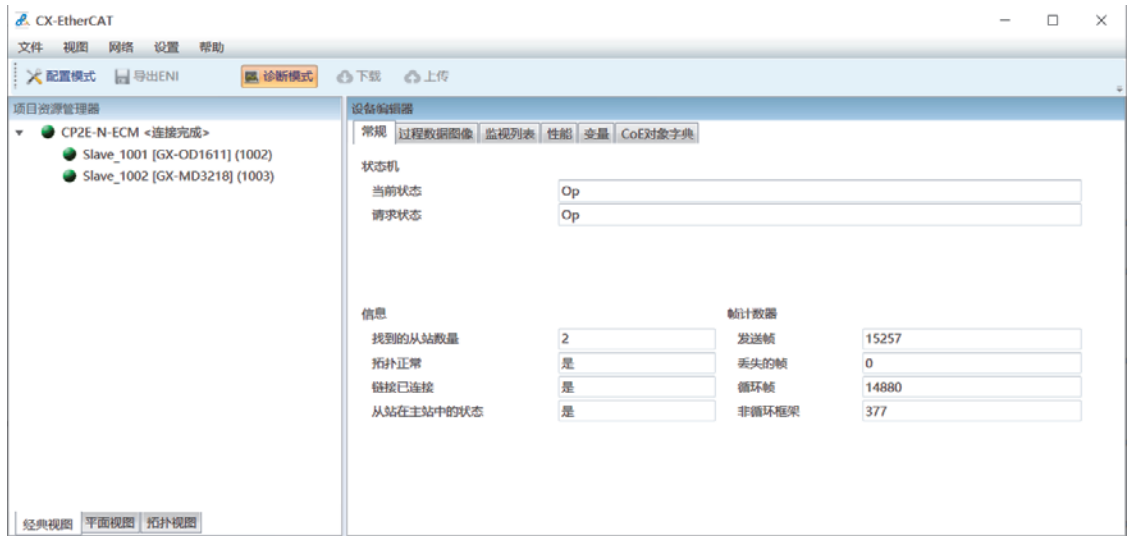 CX-EtherCAT
文件 视图 网络 设置 帮助
配置模式 导出ENI 诊断模式 下载 上传
项目资源管理器
CP2E-N-ECM <连接完成>
Slave_1001 [GX-OD1611] (1002)
Slave_1002 [GX-MD3218] (1003)
经典视图 平面视图 拓扑视图
设备编辑器
常规 过程数据图像 监视列表 性能 变量 CoE对象字典
状态机
当前状态 Op
请求状态 Op
信息
找到的从站数量 2
拓扑正常 是
链接已连接 是
从站在主站中的状态 是
帧计数器
发送帧 15257
丢失的帧 0
循环帧 14880
非循环框架 377